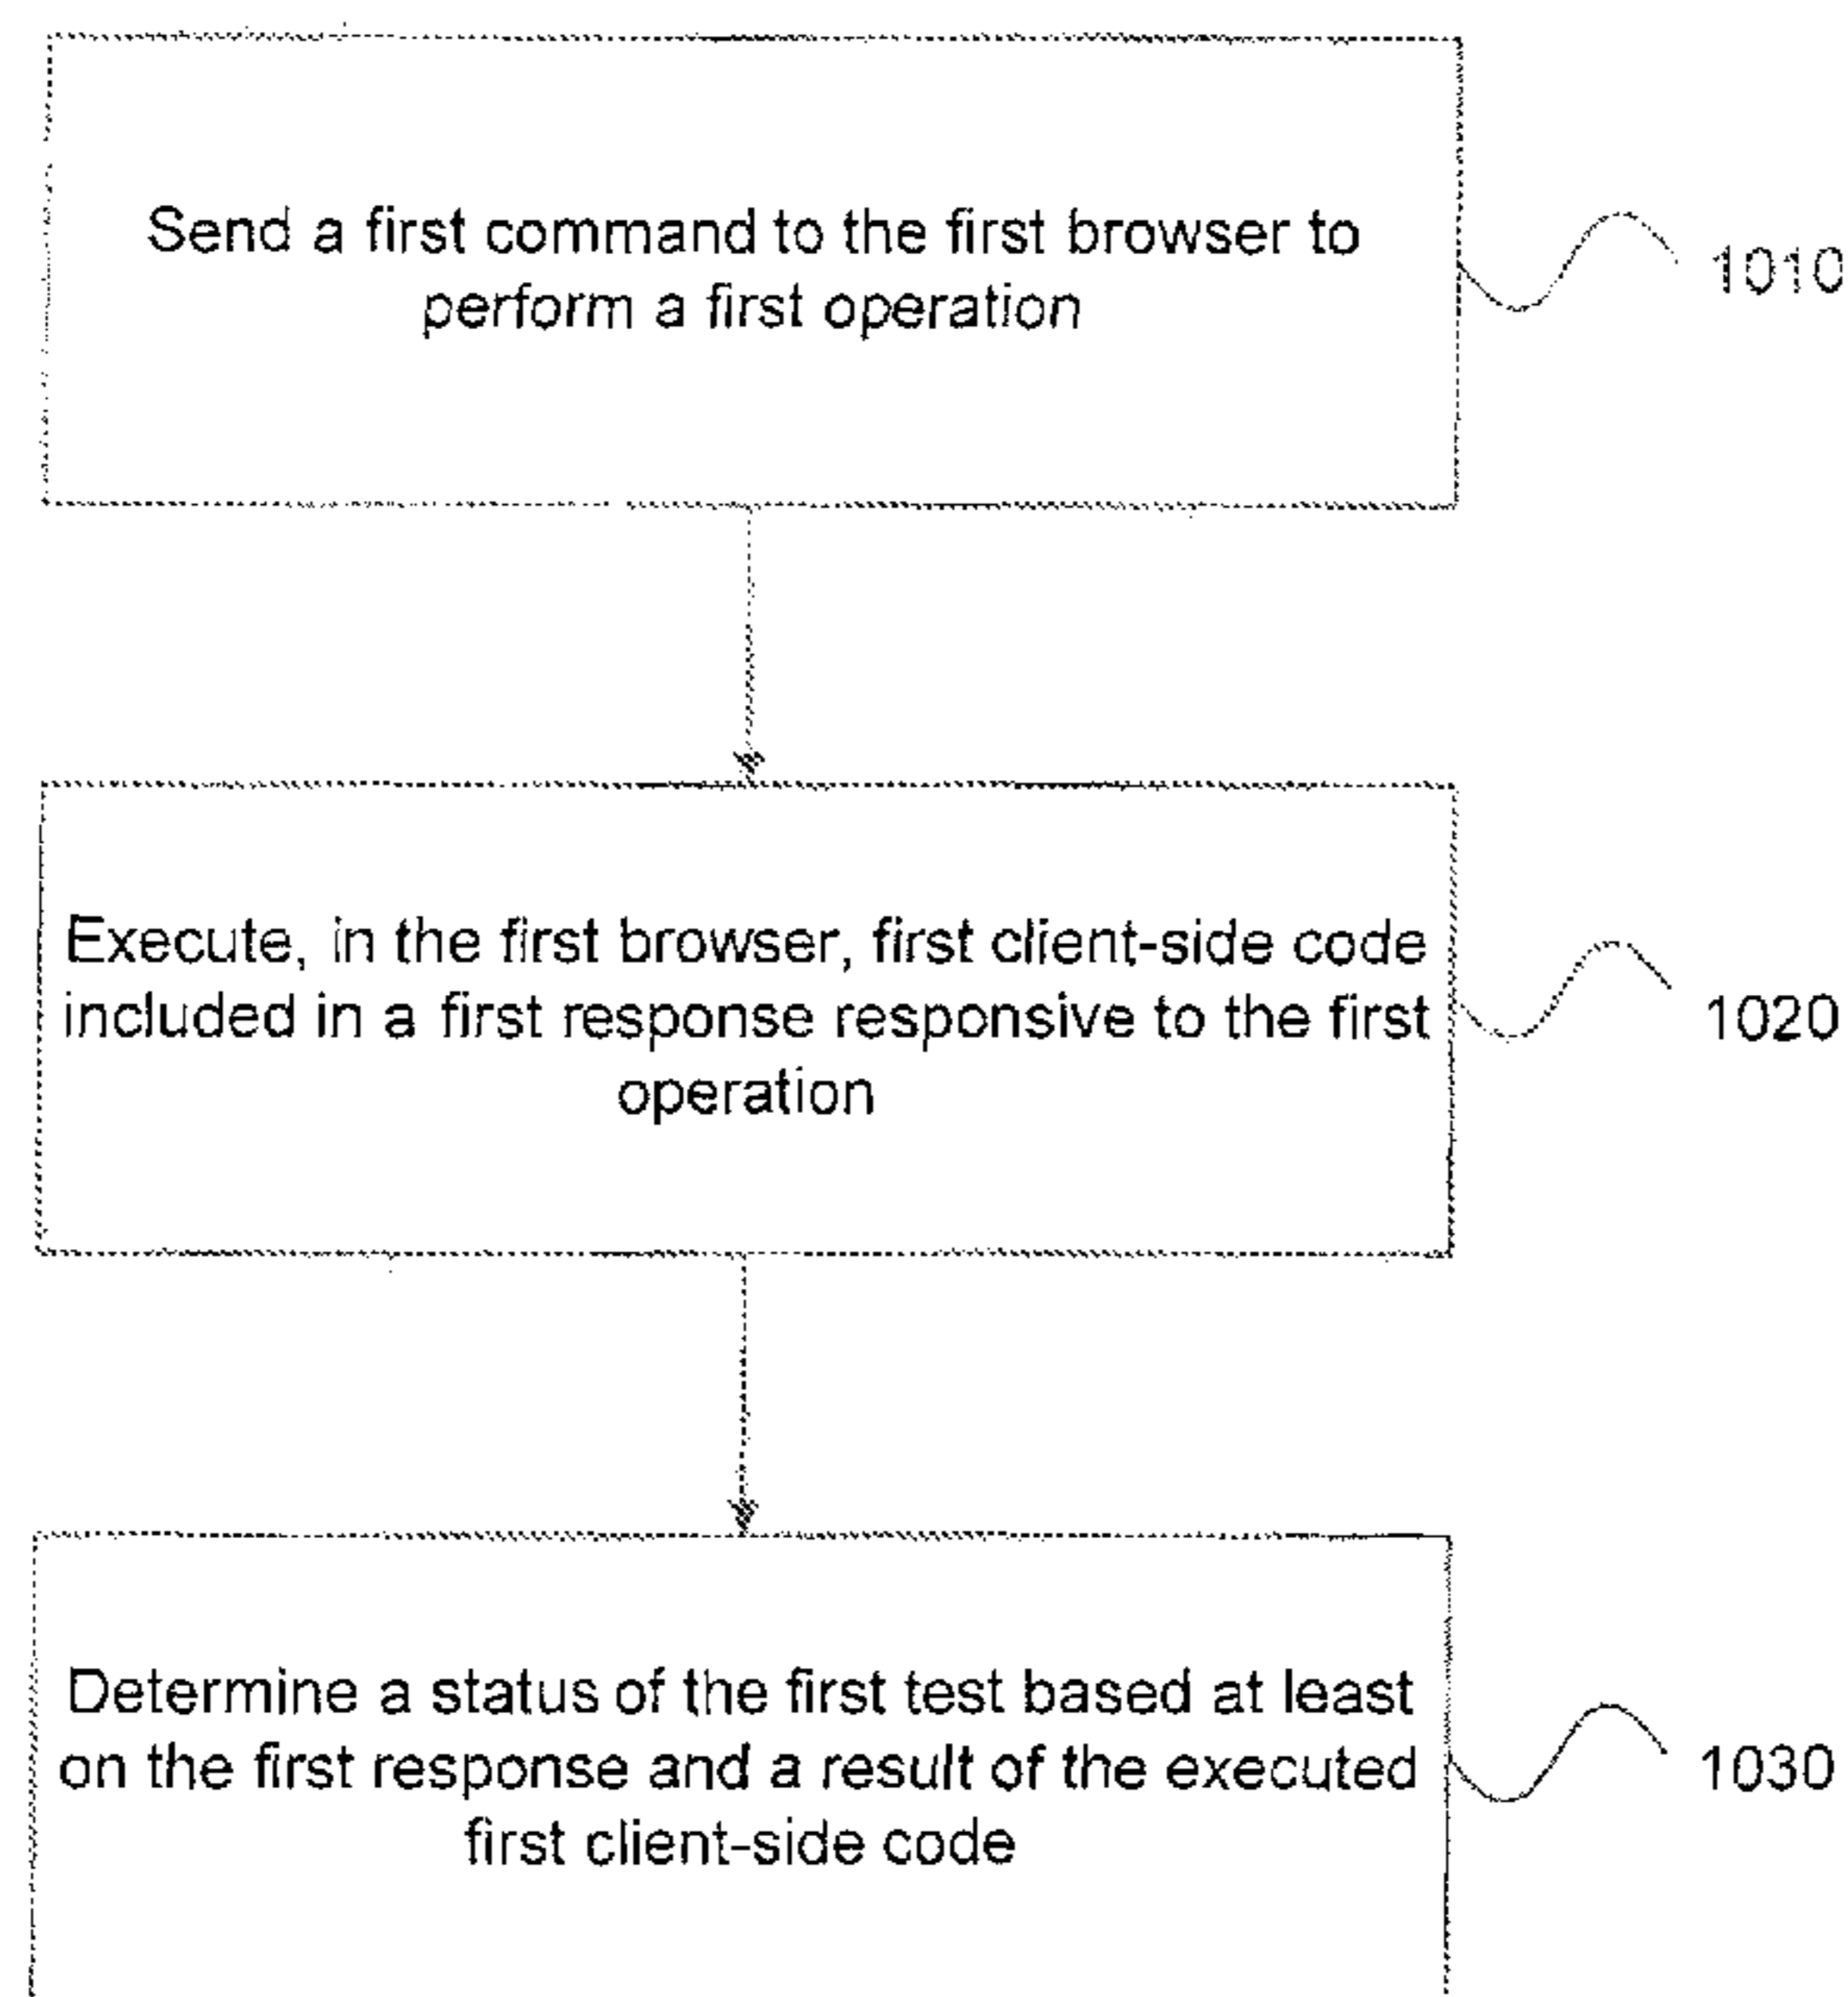 Send a first command to the first browser to
perform a first operation
1010
Execute, in the first browser, first client-side code
included in a first response responsive to the first
operation
1020
Determine a status of the first test based at least
on the first response and a result of the executed
first client-side code
1030